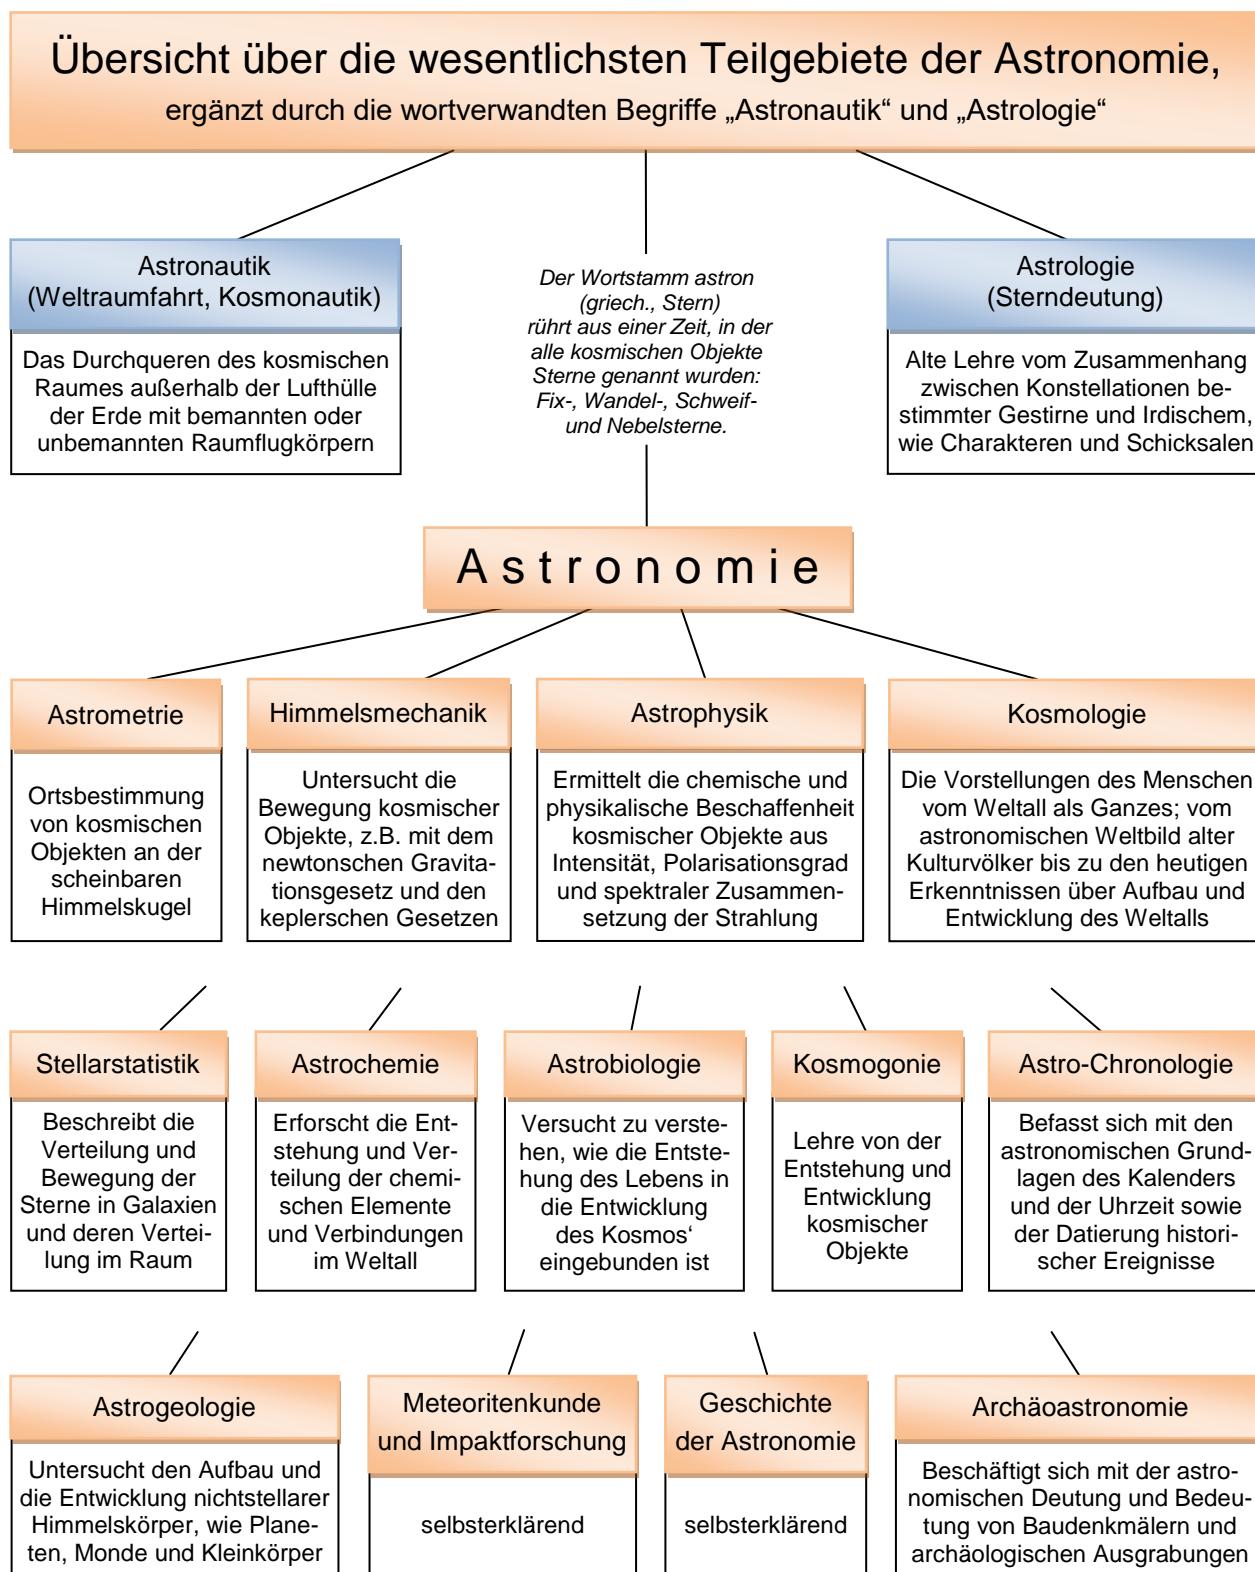 Übersicht über die wesentlichsten Teilgebiete der Astronomie,
ergänzt durch die wortverwandten Begriffe „Astronautik“ und „Astrologie“
Astronautik
(Weltraumfahrt, Kosmonautik)
Das Durchqueren des kosmischen
Raumes außerhalb der Lufthülle
der Erde mit bemannten oder
unbemannten Raumflugkörpern
Der Wortstamm astron
(griech., Stern)
rührt aus einer Zeit, in der
alle kosmischen Objekte
Sterne genannt wurden:
Fix-, Wandel-, Schweif-
und Nebelsterne.
Astrologie
(Sterndeutung)
Alte Lehre vom Zusammenhang
zwischen Konstellationen be-
stimmter Gestirne und Irdischem,
wie Charakteren und Schicksalen
Astronomie
Astrometrie
Ortsbestimmung
von kosmischen
Objekten an der
scheinbaren
Himmelskugel
Himmelsmechanik
Untersucht die
Bewegung kosmischer
Objekte, z.B. mit dem
newtonschen Gravita-
tionsgesetz und den
keplerschen Gesetzen
Astrophysik
Ermittelt die chemische und
physikalische Beschaffenheit
kosmischer Objekte aus
Intensität, Polarisationsgrad
und spektraler Zusammen-
setzung der Strahlung
Kosmologie
Die Vorstellungen des Menschen
vom Weltall als Ganzes; vom
astronomischen Weltbild alter
Kulturvölker bis zu den heutigen
Erkenntnissen über Aufbau und
Entwicklung des Weltalls
Stellarstatistik
Beschreibt die
Verteilung und
Bewegung der
Sterne in Galaxien
und deren Vertei-
lung im Raum
Astrochemie
Erforscht die Ent-
stehung und Ver-
teilung der chemi-
schen Elemente
und Verbindungen
im Weltall
Astrobiologie
Versucht zu verste-
hen, wie die Entste-
hung des Lebens in
die Entwicklung
des Kosmos‘
eingebunden ist
Kosmogonie
Lehre von der
Entstehung und
Entwicklung
kosmischer
Objekte
Astro-Chronologie
Befasst sich mit den
astronomischen Grund-
lagen des Kalenders
und der Uhrzeit sowie
der Datierung histori-
scher Ereignisse
Astrogeologie
Untersucht den Aufbau und
die Entwicklung nichtstellarer
Himmelskörper, wie Plane-
ten, Monde und Kleinkörper
Meteoritenkunde
und Impaktforschung
selbsterklärend
Geschichte
der Astronomie
selbsterklärend
Archäoastronomie
Beschäftigt sich mit der astro-
nomischen Deutung und Bedeu-
tung von Baudenkmälern und
archäologischen Ausgrabungen